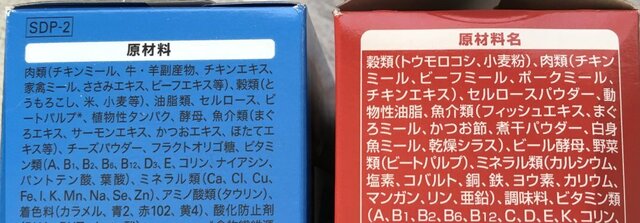 SDP-2
原材料
肉類(チキンミール、牛・羊副産物、チキンエキス、
家禽ミール、ささみエキス、ビーフエキス等)、穀類(と
うもろこし、米、小麦等)、油脂類、セルロース、ビ
ートパルプ*、植物性タンパク、酵母、魚介類(まぐ
ろエキス、サーモンエキス、かつおエキス、ほたてエ
キス等)、チーズパウダー、フラクトオリゴ糖、ビタミ
ン類(A、B₁、B₂、B₆、B₁₂、D₃、E、コリン、ナイアシン、
パントテン酸、葉酸)、ミネラル類(Ca、Cl、Cu、
Fe、I、K、Mn、Na、Se、Zn)、アミノ酸類(タウリン)、
着色料(カラメル、青2、赤102、黄4)、酸化防止剤
原材料名
穀類(トウモロコシ、小麦粉)、肉類(チキン
ミール、ビーフミール、ポークミール、
チキンエキス)、セルロースパウダー、動
物性油脂、魚介類(フィッシュエキス、まぐ
ろミール、かつお節、煮干パウダー、白身
魚ミール、乾燥シラス)、ビール酵母、野菜
類(ビートパルプ)、ミネラル類(カルシウム、
塩素、コバルト、銅、鉄、ヨウ素、カリウム、
マンガン、リン、亜鉛)、調味料、ビタミン類
(A、B₁、B₂、B₆、B₁₂、C、D、E、K、コリン、